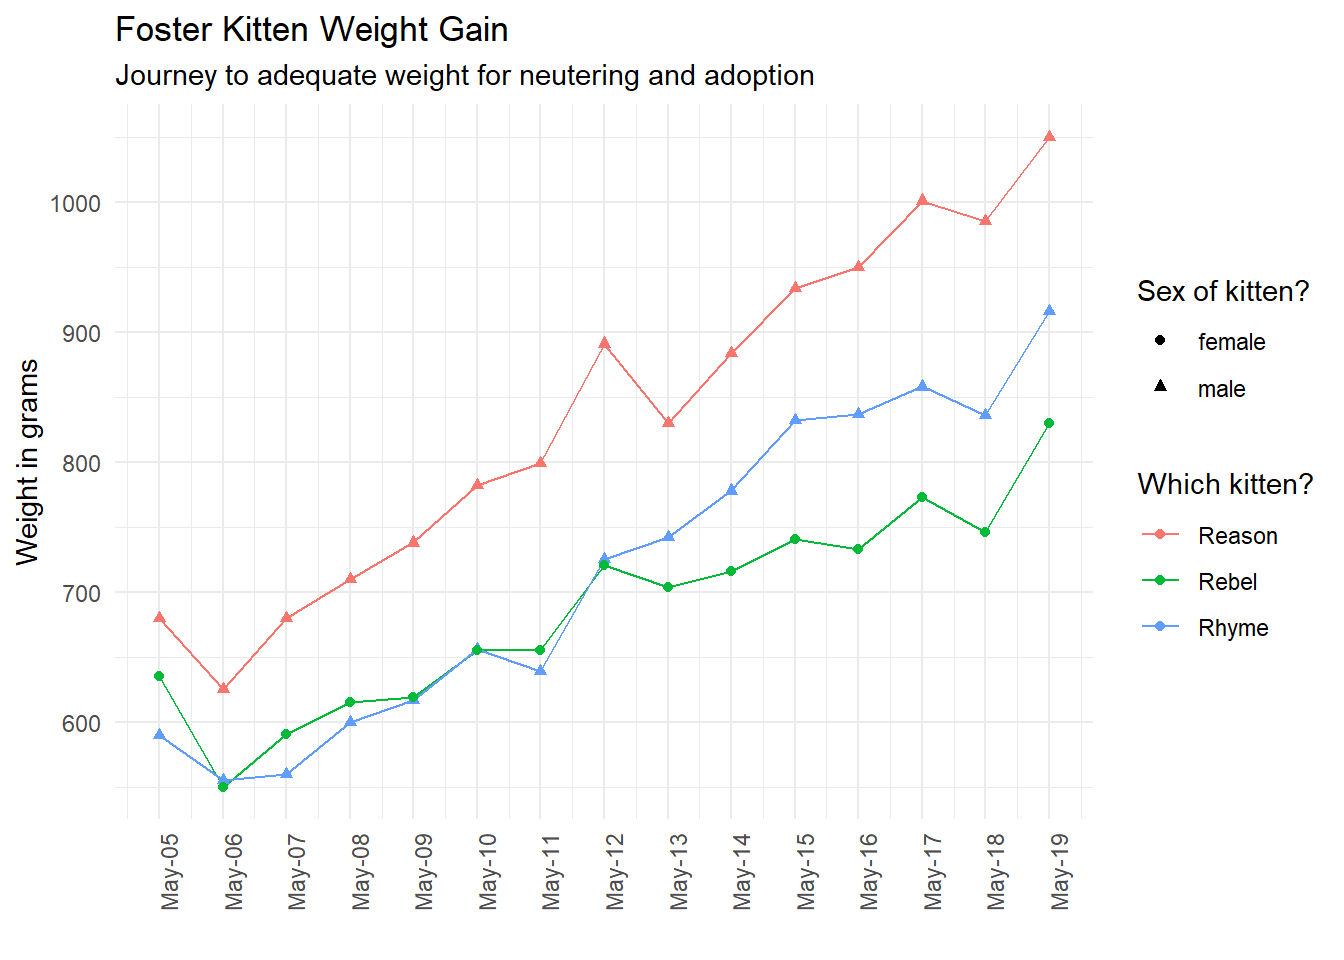 Foster Kitten Weight Gain
Journey to adequate weight for neutering and adoption
Weight in grams
1000
900
800
700
600
May-05
May-06
May-07
May-08
May-09
May-10
May-11
May-12
May-13
May-14
May-15
May-16
May-17
May-18
May-19
Sex of kitten?
female
male
Which kitten?
Reason
Rebel
Rhyme